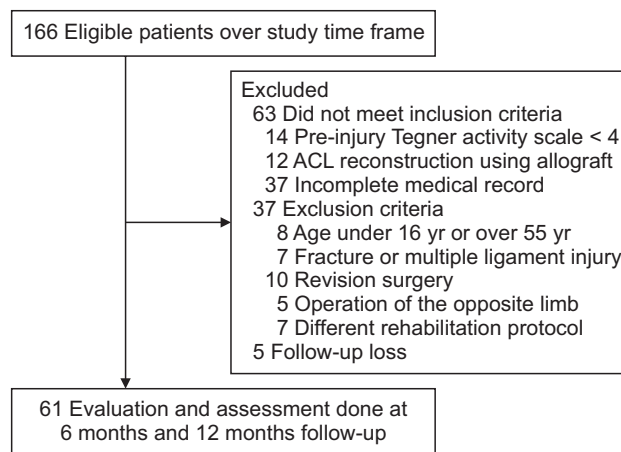 166 Eligible patients over study time frame
Excluded
63 Did not meet inclusion criteria
14 Pre-injury Tegner activity scale < 4
12 ACL reconstruction using allograft
37 Incomplete medical record
37 Exclusion criteria
8 Age under 16 yr or over 55 yr
7 Fracture or multiple ligament injury
10 Revision surgery
5 Operation of the opposite limb
7 Different rehabilitation protocol
5 Follow-up loss
61 Evaluation and assessment done at
6 months and 12 months follow-up